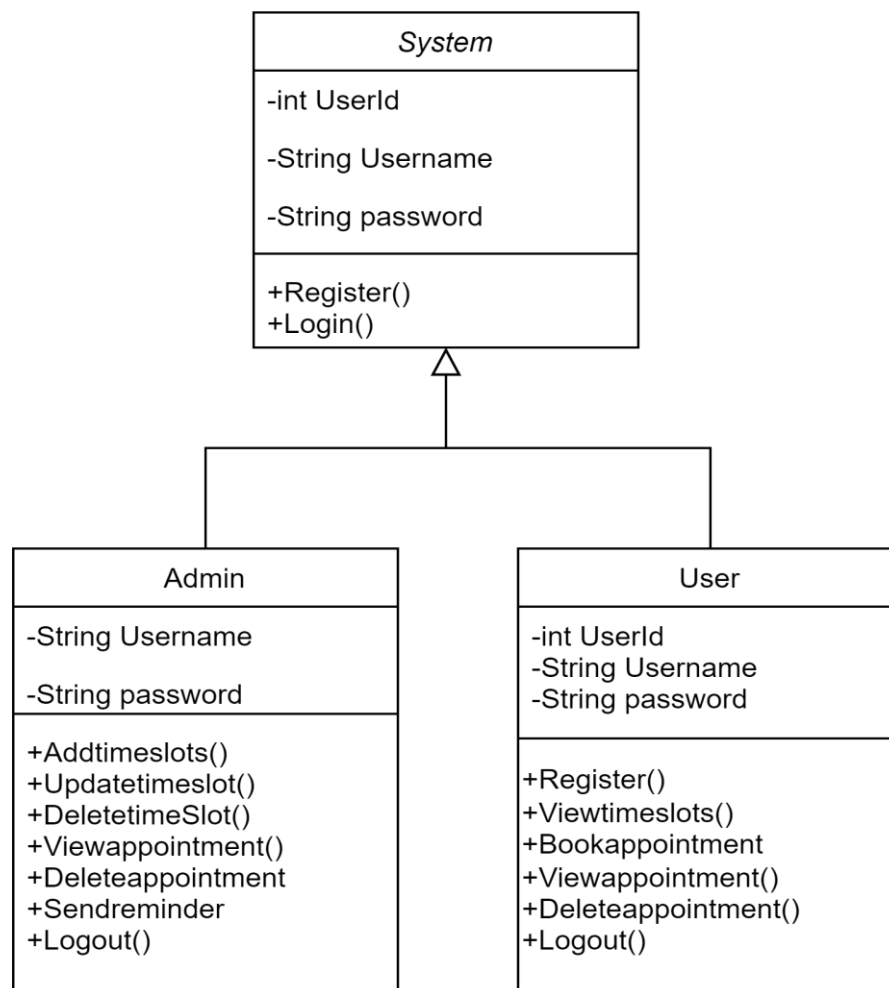 System
-int UserId
-String Username
-String password
+Register()
+Login()
Admin
-String Username
-String password
+Addtimeslots()
+Updatetimeslot()
+DeletetimeSlot()
+Viewappointment()
+Deleteappointment
+Sendreminder
+Logout()
User
-int UserId
-String Username
-String password
+Register()
+Viewtimeslots()
+Bookappointment
+Viewappointment()
+Deleteappointment()
+Logout()